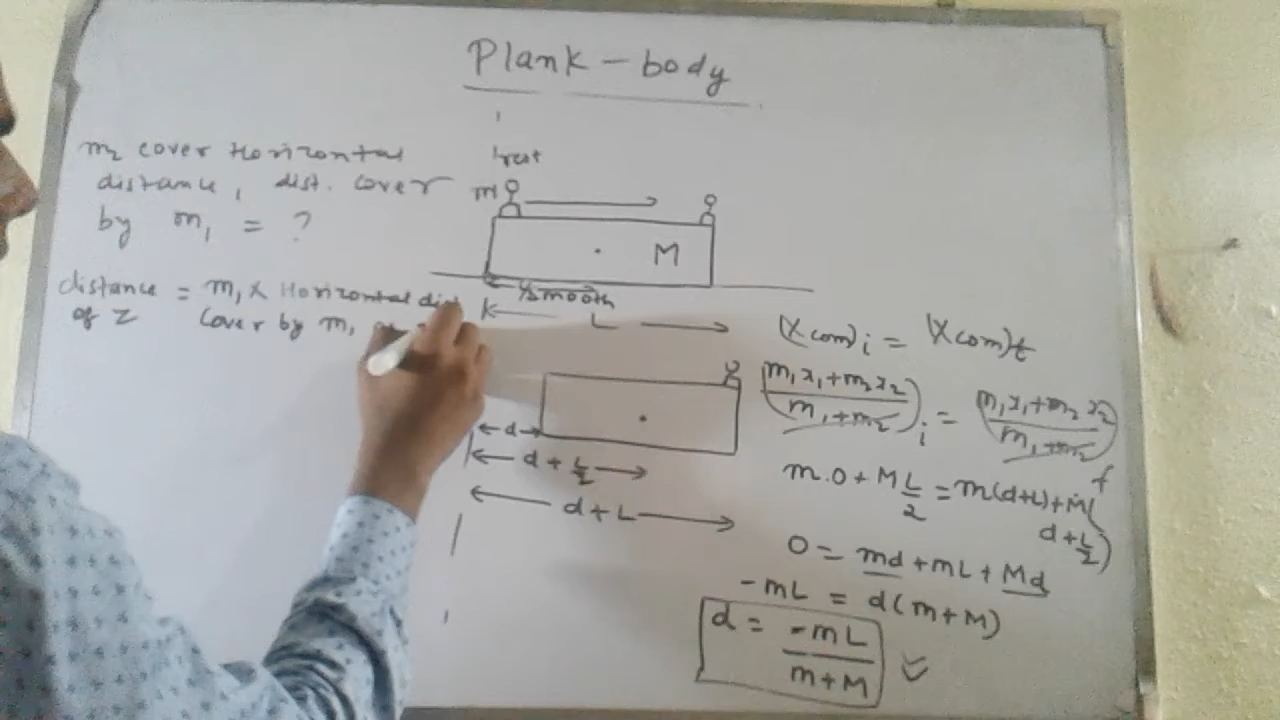 Plank - body
m₂ cover Horizontal
distance, dist. cover
by m₁ = ?
distance = m₁ x Horizontal dist
of 2 cover by m₁
rest
m
M
smooth
L
d
d + L/2
d + L
(Xcom)i = (Xcom)f
(m₁x₁+m₂x₂/m₁+m₂)i = (m₁x₁+m₂x₂/m₁+m₂)f
m.0 + M L/2 = m(d+L) + M(
d+L/2)
0 = md + mL + Md
-mL = d(m+M)
d = -mL/m+M